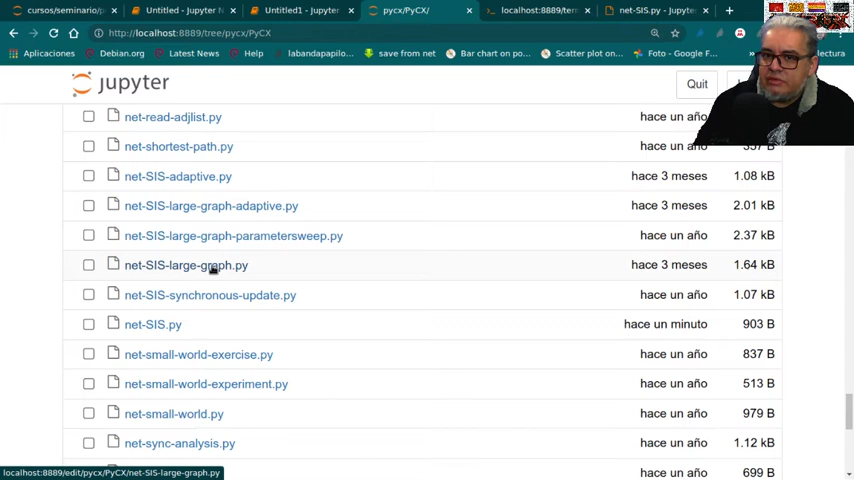 cursos/seminario/p
Untitled - Jupyter N
Untitled1 - Jupyter
pycx/PyCX/
localhost:8889/ter
net-SIS.py - Jupyte
http://localhost:8889/tree/pycx/PyCX
Aplicaciones
Debian.org
Latest News
Help
labandapapilo
save from net
Bar chart on po...
Scatter plot on...
Foto - Google F...
lectura
jupyter
Quit
net-read-adjlist.py hace un año
net-shortest-path.py hace un año 357 B
net-SIS-adaptive.py hace 3 meses 1.08 kB
net-SIS-large-graph-adaptive.py hace 3 meses 2.01 kB
net-SIS-large-graph-parametersweep.py hace un año 2.37 kB
net-SIS-large-graph.py hace 3 meses 1.64 kB
net-SIS-synchronous-update.py hace un año 1.07 kB
net-SIS.py hace un minuto 903 B
net-small-world-exercise.py hace un año 837 B
net-small-world-experiment.py hace un año 513 B
net-small-world.py hace un año 979 B
net-sync-analysis.py hace un año 1.12 kB
hace un año 699 B
localhost:8889/edit/pycx/PyCX/net-SIS-large-graph.py